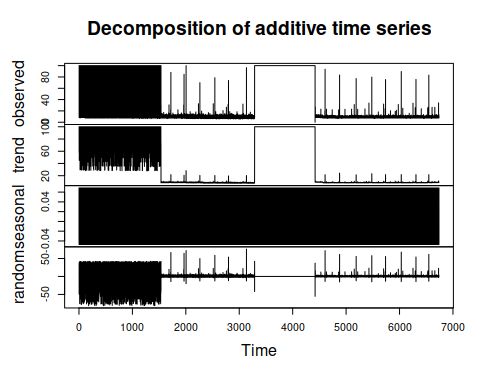 Decomposition of additive time series
observed
0 40 80
trend
20 60 100
seasonal
-0.04 0.04
random
-50 0 50
0 1000 2000 3000 4000 5000 6000 7000
Time